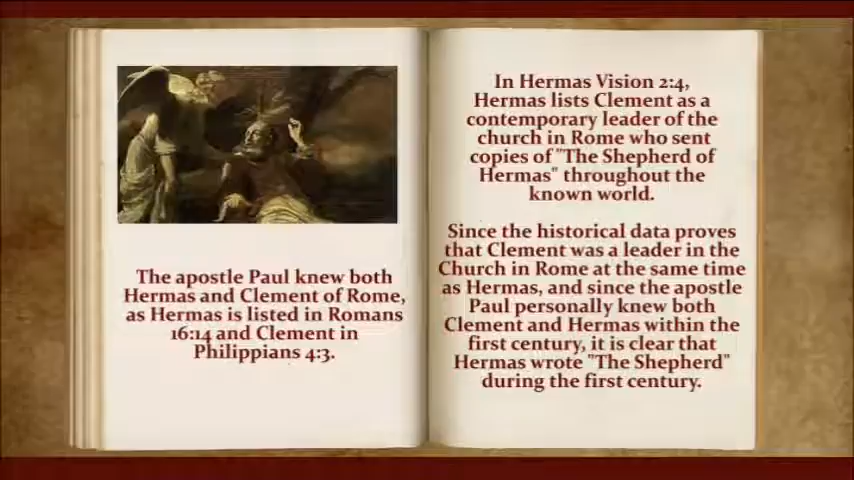 The apostle Paul knew both
Hermas and Clement of Rome,
as Hermas is listed in Romans
16:14 and Clement in
Philippians 4:3.
In Hermas Vision 2:4,
Hermas lists Clement as a
contemporary leader of the
church in Rome who sent
copies of "The Shepherd of
Hermas" throughout the
known world.
Since the historical data proves
that Clement was a leader in the
Church in Rome at the same time
as Hermas, and since the apostle
Paul personally knew both
Clement and Hermas within the
first century, it is clear that
Hermas wrote "The Shepherd"
during the first century.